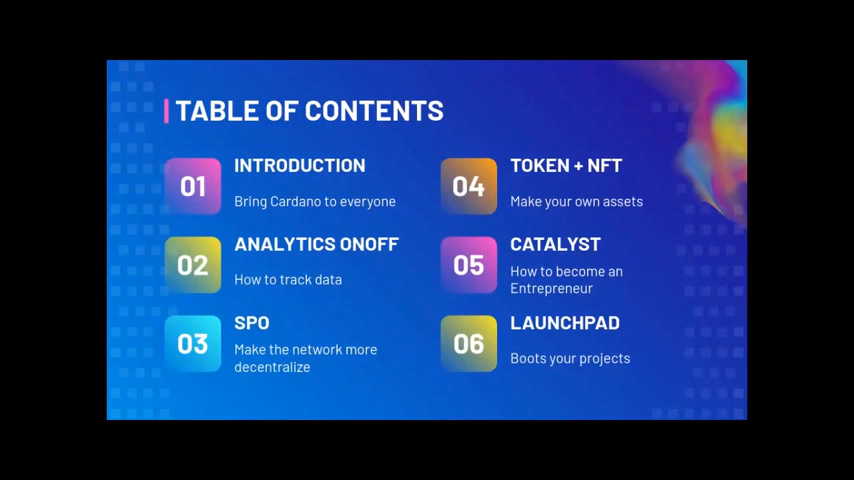 TABLE OF CONTENTS
01
INTRODUCTION
Bring Cardano to everyone
02
ANALYTICS ONOFF
How to track data
03
SPO
Make the network more
decentralize
04
TOKEN + NFT
Make your own assets
05
CATALYST
How to become an
Entrepreneur
06
LAUNCHPAD
Boots your projects